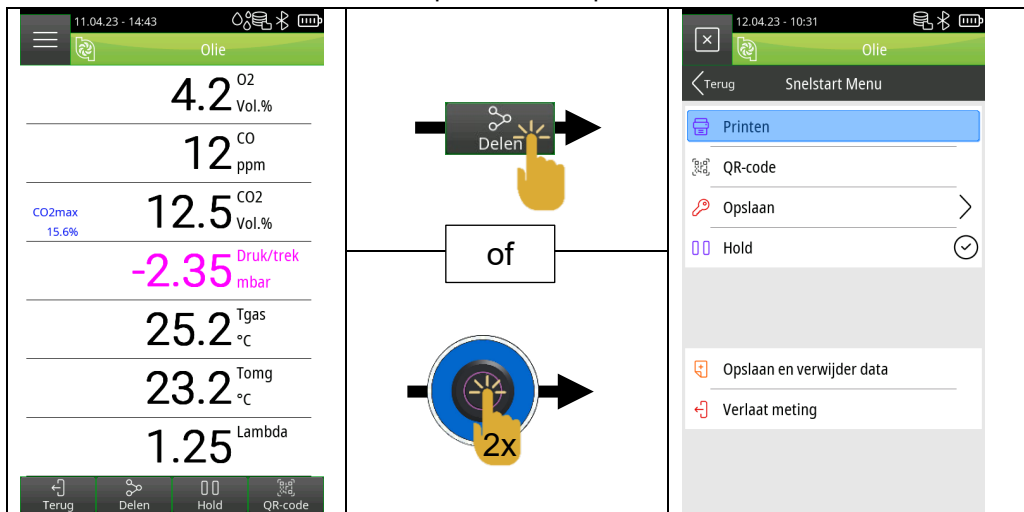 11.04.23 - 14:43
Olie
4.2 O2 Vol.%
12 CO ppm
CO2max 15.6%
12.5 CO2 Vol.%
-2.35 Druk/trek mbar
25.2 Tgas °C
23.2 Tomg °C
1.25 Lambda
Terug Delen Hold QR-code
Delen
of
2x
12.04.23 - 10:31
Olie
Terug Snelstart Menu
Printen
QR-code
Opslaan
Hold
Opslaan en verwijder data
Verlaat meting